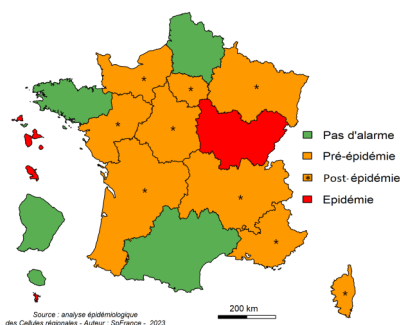 Pas d'alarme
Pré-épidémie
Post-épidémie
Epidémie
200 km
Source : analyse épidémiologique
des Cellules régionales - Auteur : SpFrance - 2023